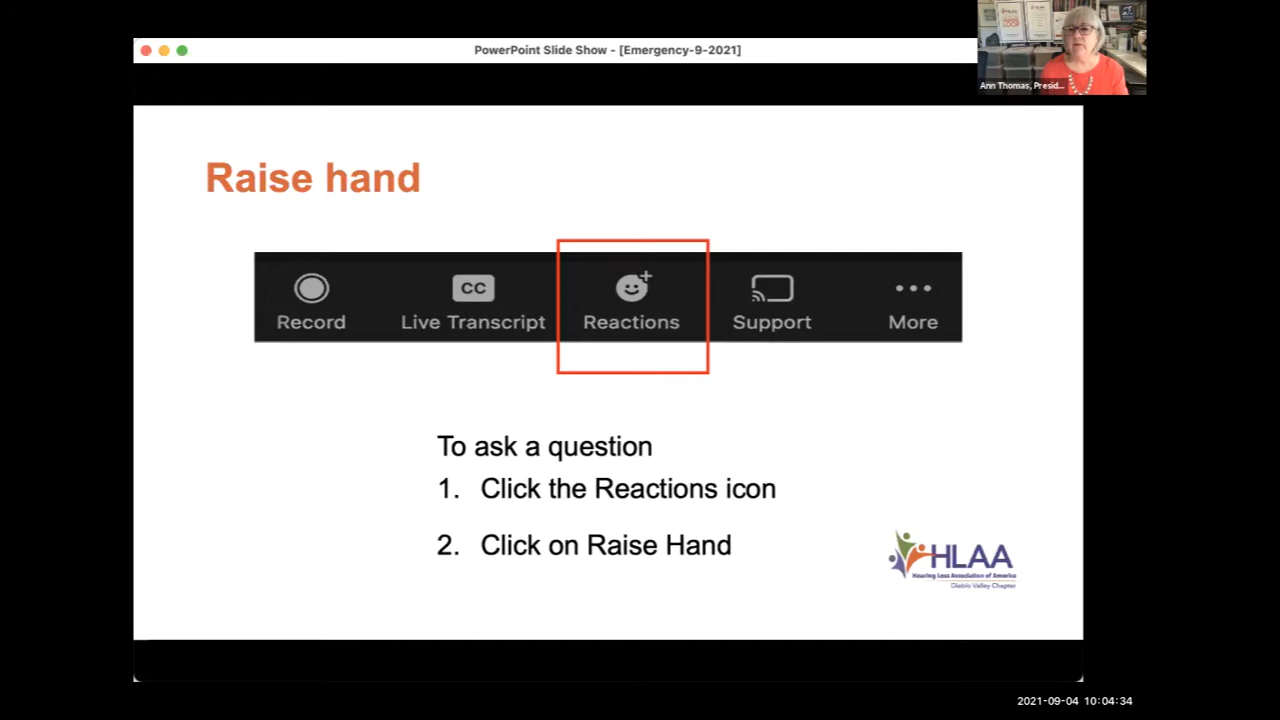 PowerPoint Slide Show - [Emergency-9-2021]
Ann Thomas, Presid...
Raise hand
CC
Record
Live Transcript
Reactions
Support
More
To ask a question
1. Click the Reactions icon
2. Click on Raise Hand
HLAA
Hearing Loss Association of America
Diablo Valley Chapter
2021-09-04 10:04:34